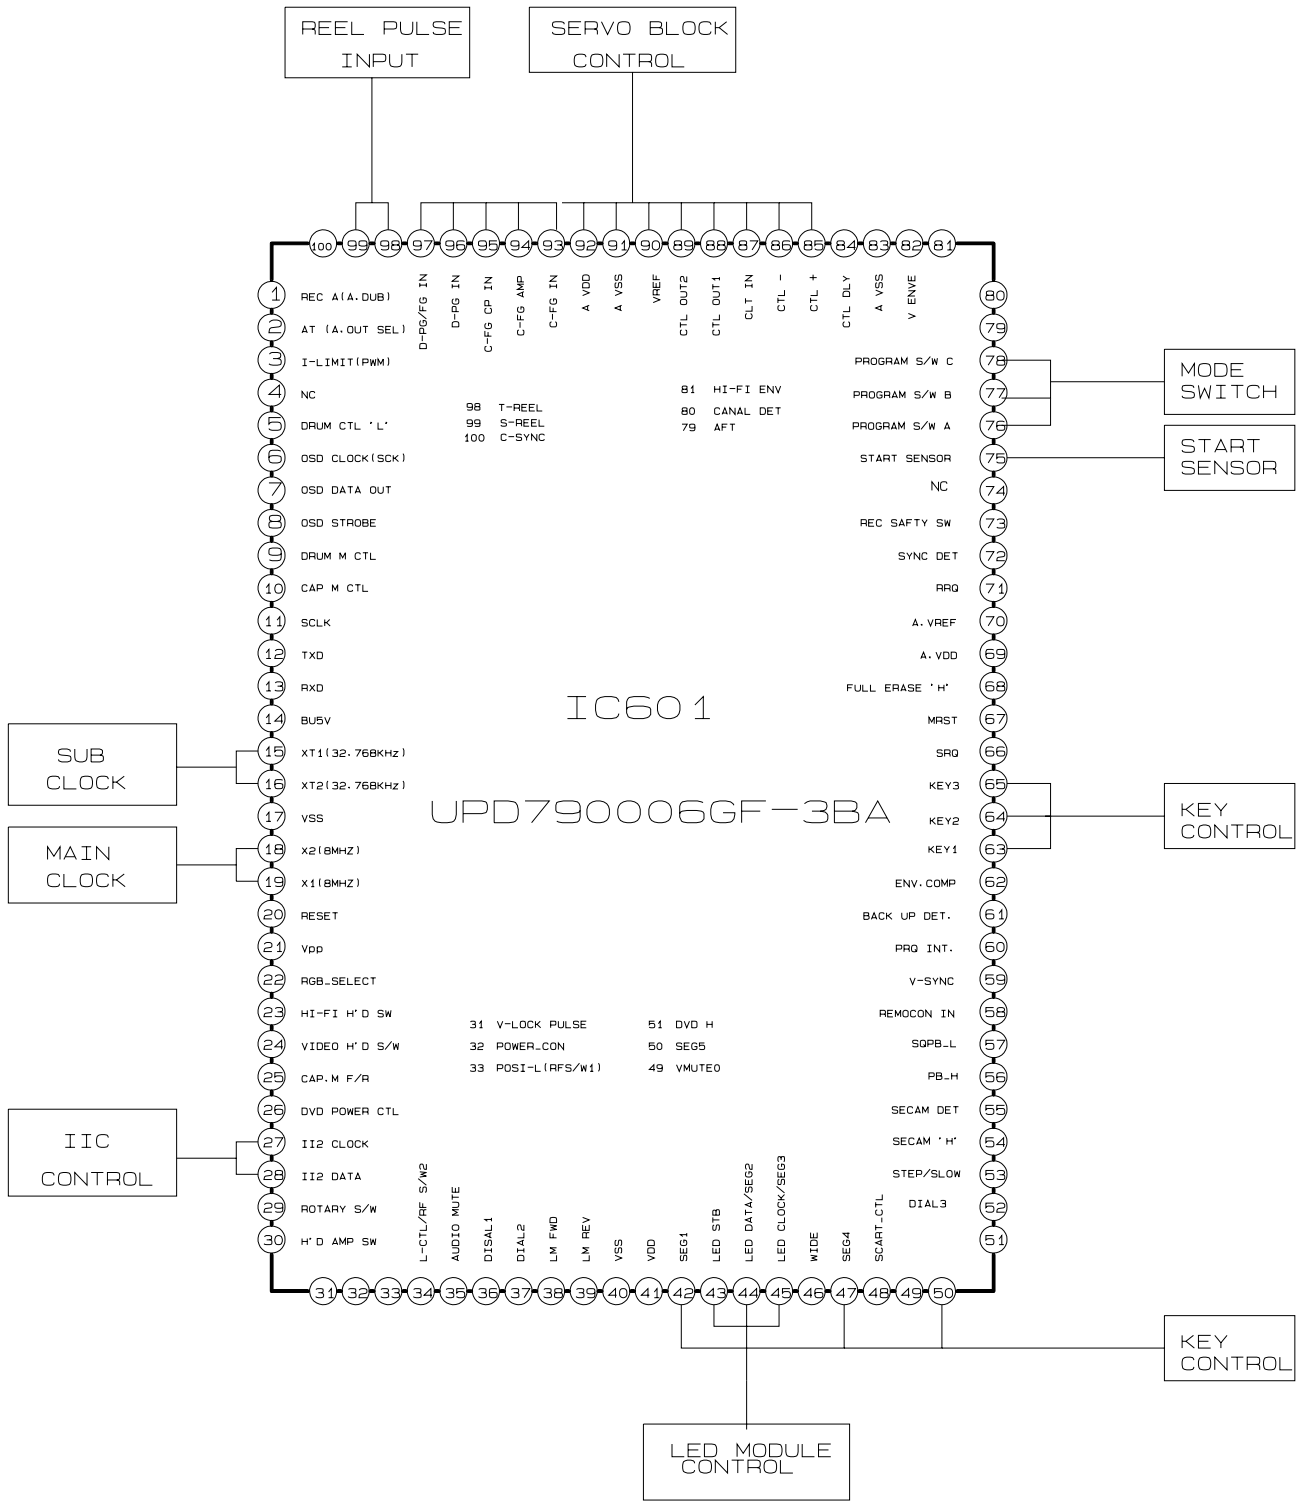 REEL PULSE
INPUT
SERVO BLOCK
CONTROL
100
99
98
97
96
95
94
93
92
91
90
89
88
87
86
85
84
83
82
81
D-PG/FG IN
D-PG IN
C-FG CP IN
C-FG AMP
C-FG IN
A VDD
A VSS
VREF
CTL OUT2
CTL OUT1
CLT IN
CTL -
CTL +
CTL DLY
A VSS
V ENVE
1 REC A(A.DUB)
2 AT (A.OUT SEL)
3 I-LIMIT(PWM)
4 NC
5 DRUM CTL 'L'
6 OSD CLOCK(SCK)
7 OSD DATA OUT
8 OSD STROBE
9 DRUM M CTL
10 CAP M CTL
11 SCLK
12 TXD
13 RXD
14 BU5V
15 XT1(32.768KHz)
16 XT2(32.768KHz)
17 VSS
18 X2(8MHZ)
19 X1(8MHZ)
20 RESET
21 Vpp
22 RGB_SELECT
23 HI-FI H'D SW
24 VIDEO H'D S/W
25 CAP.M F/R
26 DVD POWER CTL
27 II2 CLOCK
28 II2 DATA
29 ROTARY S/W
30 H'D AMP SW
SUB
CLOCK
MAIN
CLOCK
IIC
CONTROL
98 T-REEL
99 S-REEL
100 C-SYNC
81 HI-FI ENV
80 CANAL DET
79 AFT
IC601
UPD790006GF-3BA
31 V-LOCK PULSE
32 POWER_CON
33 POSI-L(RFS/W1)
51 DVD H
50 SEG5
49 VMUTE0
80
79
PROGRAM S/W C 78
PROGRAM S/W B 77
PROGRAM S/W A 76
START SENSOR 75
NC 74
REC SAFTY SW 73
SYNC DET 72
RRQ 71
A.VREF 70
A.VDD 69
FULL ERASE 'H' 68
MRST 67
SRQ 66
KEY3 65
KEY2 64
KEY1 63
ENV.COMP 62
BACK UP DET. 61
PRQ INT. 60
V-SYNC 59
REMOCON IN 58
SQPB_L 57
PB_H 56
SECAM DET 55
SECAM 'H' 54
STEP/SLOW 53
DIAL3 52
51
MODE
SWITCH
START
SENSOR
KEY
CONTROL
L-CTL/RF S/W2
AUDIO MUTE
DISAL1
DIAL2
LM FWD
LM REV
VSS
VDD
SEG1
LED STB
LED DATA/SEG2
LED CLOCK/SEG3
WIDE
SEG4
SCART_CTL
31
32
33
34
35
36
37
38
39
40
41
42
43
44
45
46
47
48
49
50
KEY
CONTROL
LED MODULE
CONTROL